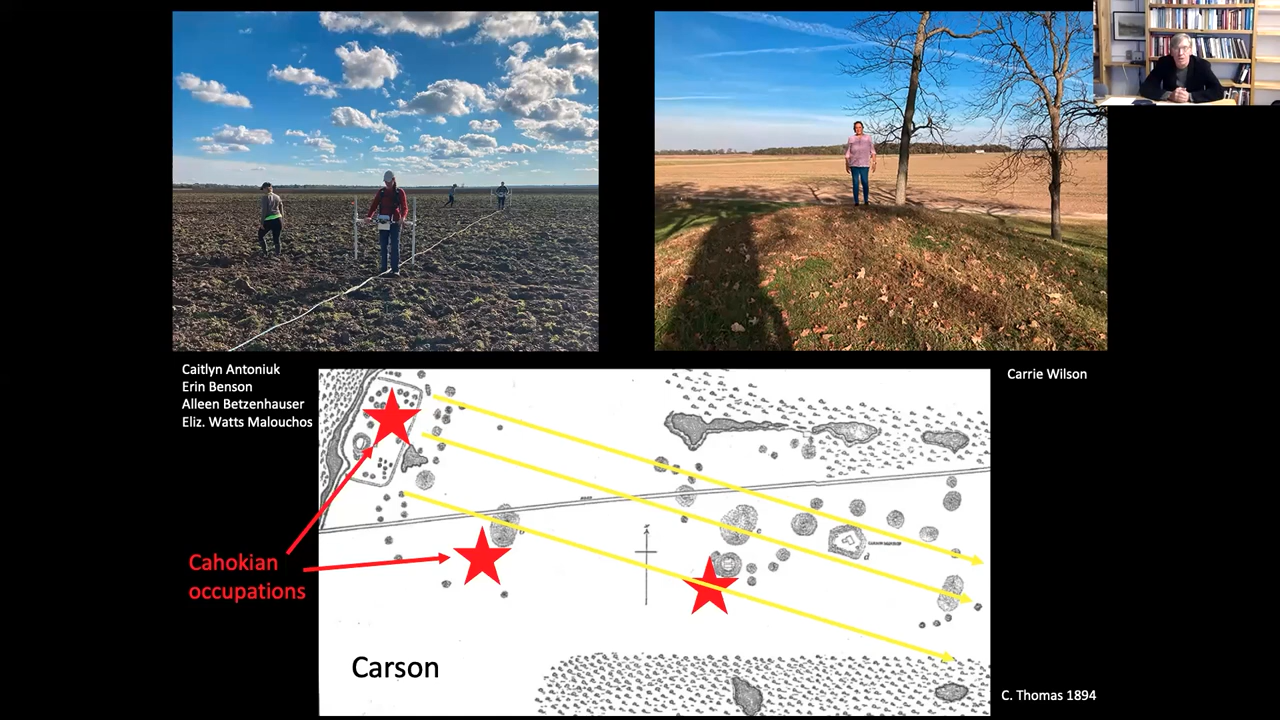 Caitlyn Antoniuk
Erin Benson
Alleen Betzenhauser
Eliz. Watts Malouchos
Carrie Wilson
Cahokian
occupations
Carson
C. Thomas 1894